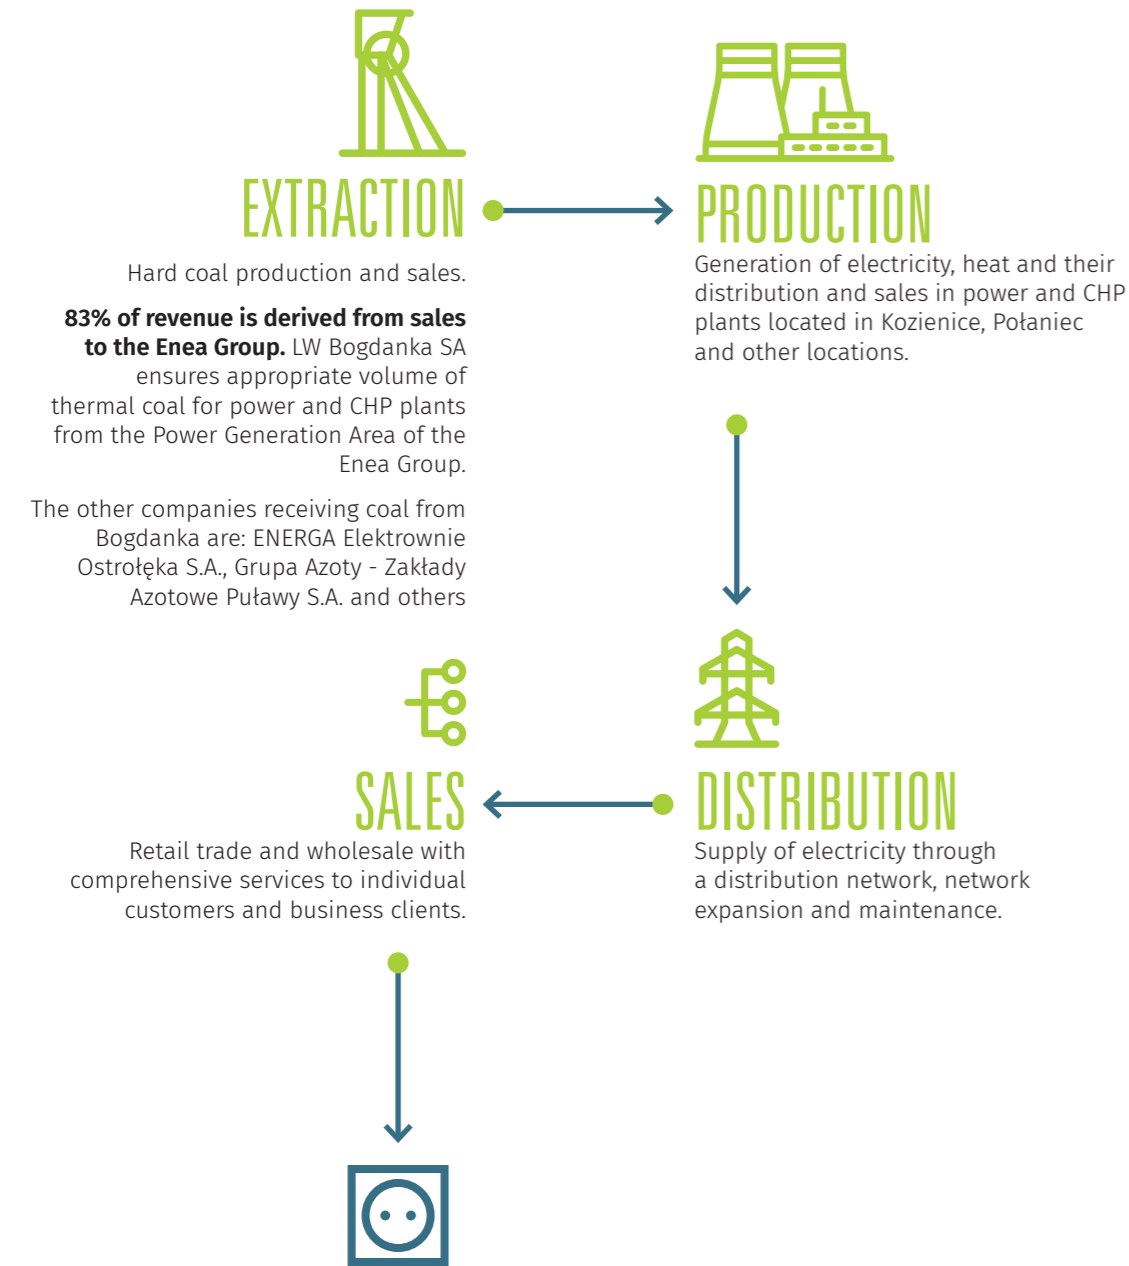 EXTRACTION
Hard coal production and sales.
83% of revenue is derived from sales
to the Enea Group. LW Bogdanka SA
ensures appropriate volume of
thermal coal for power and CHP plants
from the Power Generation Area of the
Enea Group.
The other companies receiving coal from
Bogdanka are: ENERGA Elektrownie
Ostrołęka S.A., Grupa Azoty - Zakłady
Azotowe Puławy S.A. and others
PRODUCTION
Generation of electricity, heat and their
distribution and sales in power and CHP
plants located in Kozienice, Połaniec
and other locations.
DISTRIBUTION
Supply of electricity through
a distribution network, network
expansion and maintenance.
SALES
Retail trade and wholesale with
comprehensive services to individual
customers and business clients.